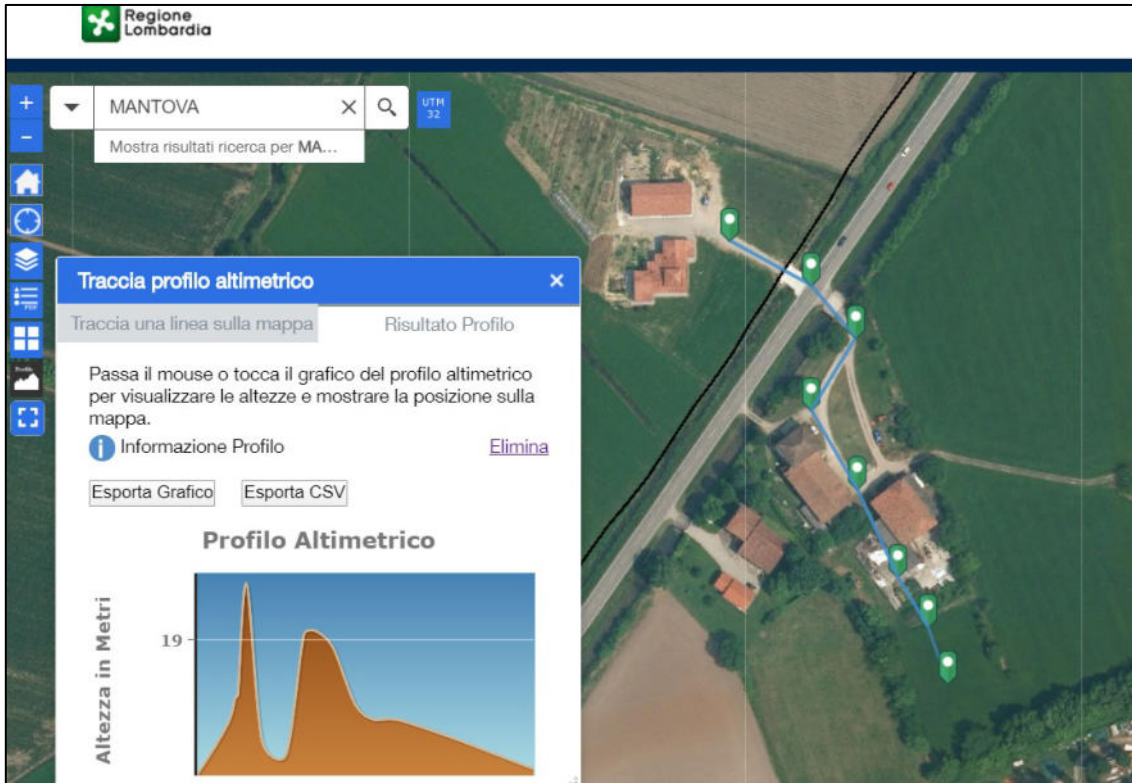 Regione
Lombardia
+
MANTOVA
UTM
32
−
Mostra risultati ricerca per MA...
Traccia profilo altimetrico
Traccia una linea sulla mappa
Risultato Profilo
PDF
Profilo
Passa il mouse o tocca il grafico del profilo altimetrico
per visualizzare le altezze e mostrare la posizione sulla
mappa.
Informazione Profilo
Elimina
Esporta Grafico
Esporta CSV
Profilo Altimetrico
Altezza in Metri
19